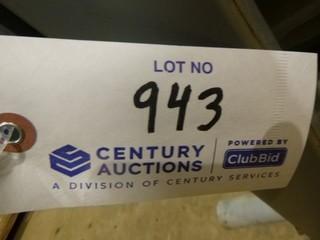 LOT NO
943
CENTURY AUCTIONS
POWERED BY
ClubBid
A DIVISION OF CENTURY SERVICES